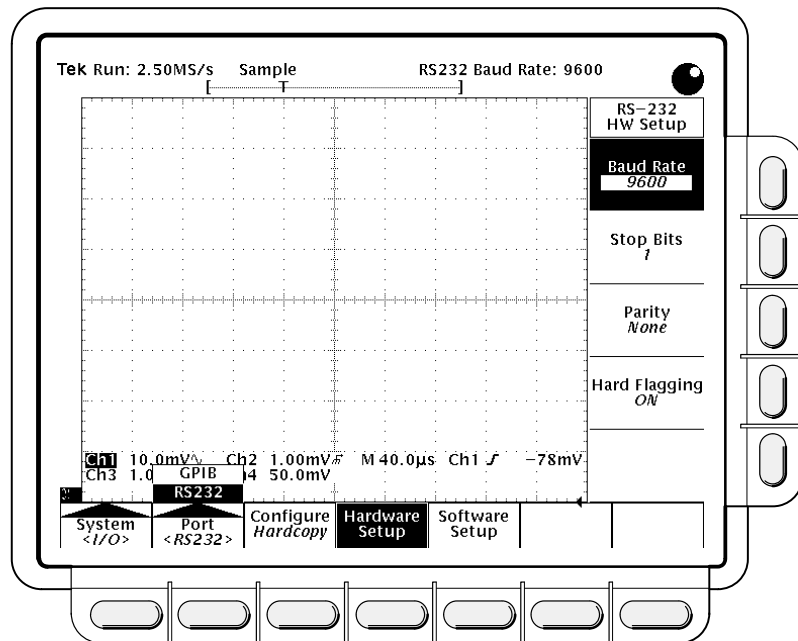 Tek Run: 2.50MS/s Sample RS232 Baud Rate: 9600
[ T ]
RS-232
HW Setup
Baud Rate
9600
Stop Bits
1
Parity
None
Hard Flagging
ON
Ch1 10.0mV Ch2 1.00mV M 40.0µs Ch1 -78mV
Ch3 1.0 4 50.0mV
GPIB
RS232
System
<I/O>
Port
<RS232>
Configure
Hardcopy
Hardware
Setup
Software
Setup